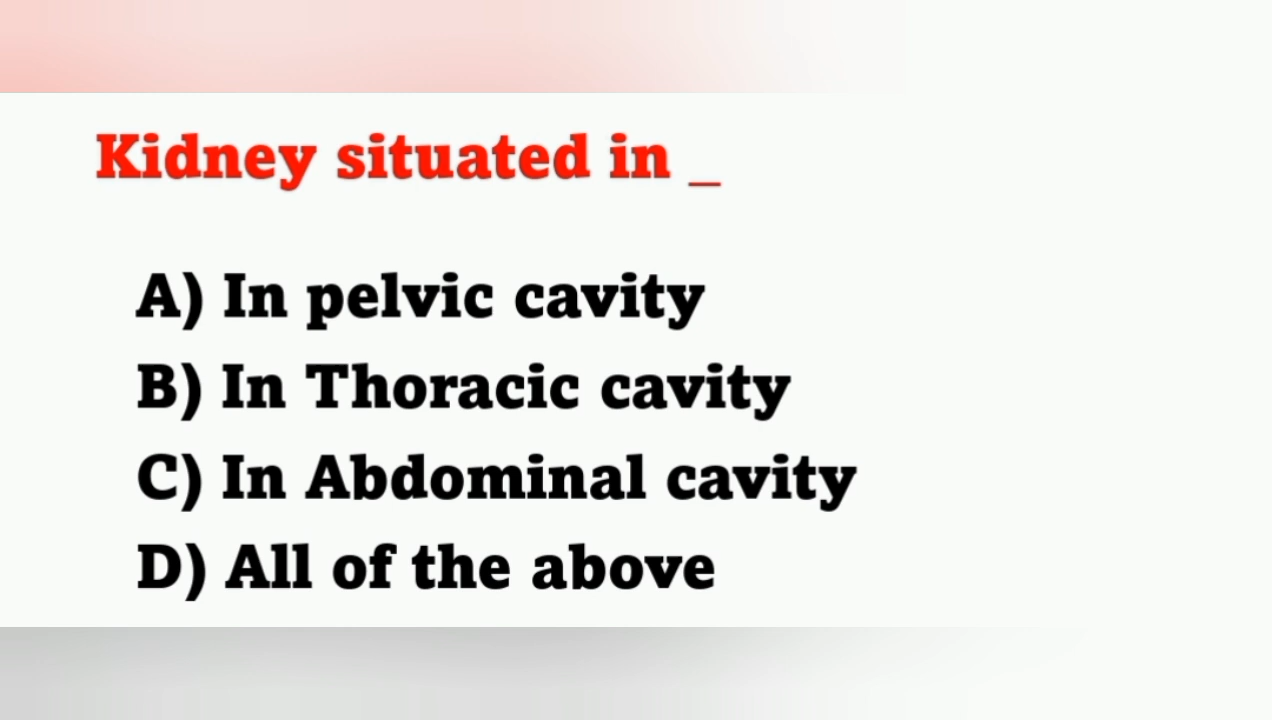 Kidney situated in _
A) In pelvic cavity
B) In Thoracic cavity
C) In Abdominal cavity
D) All of the above